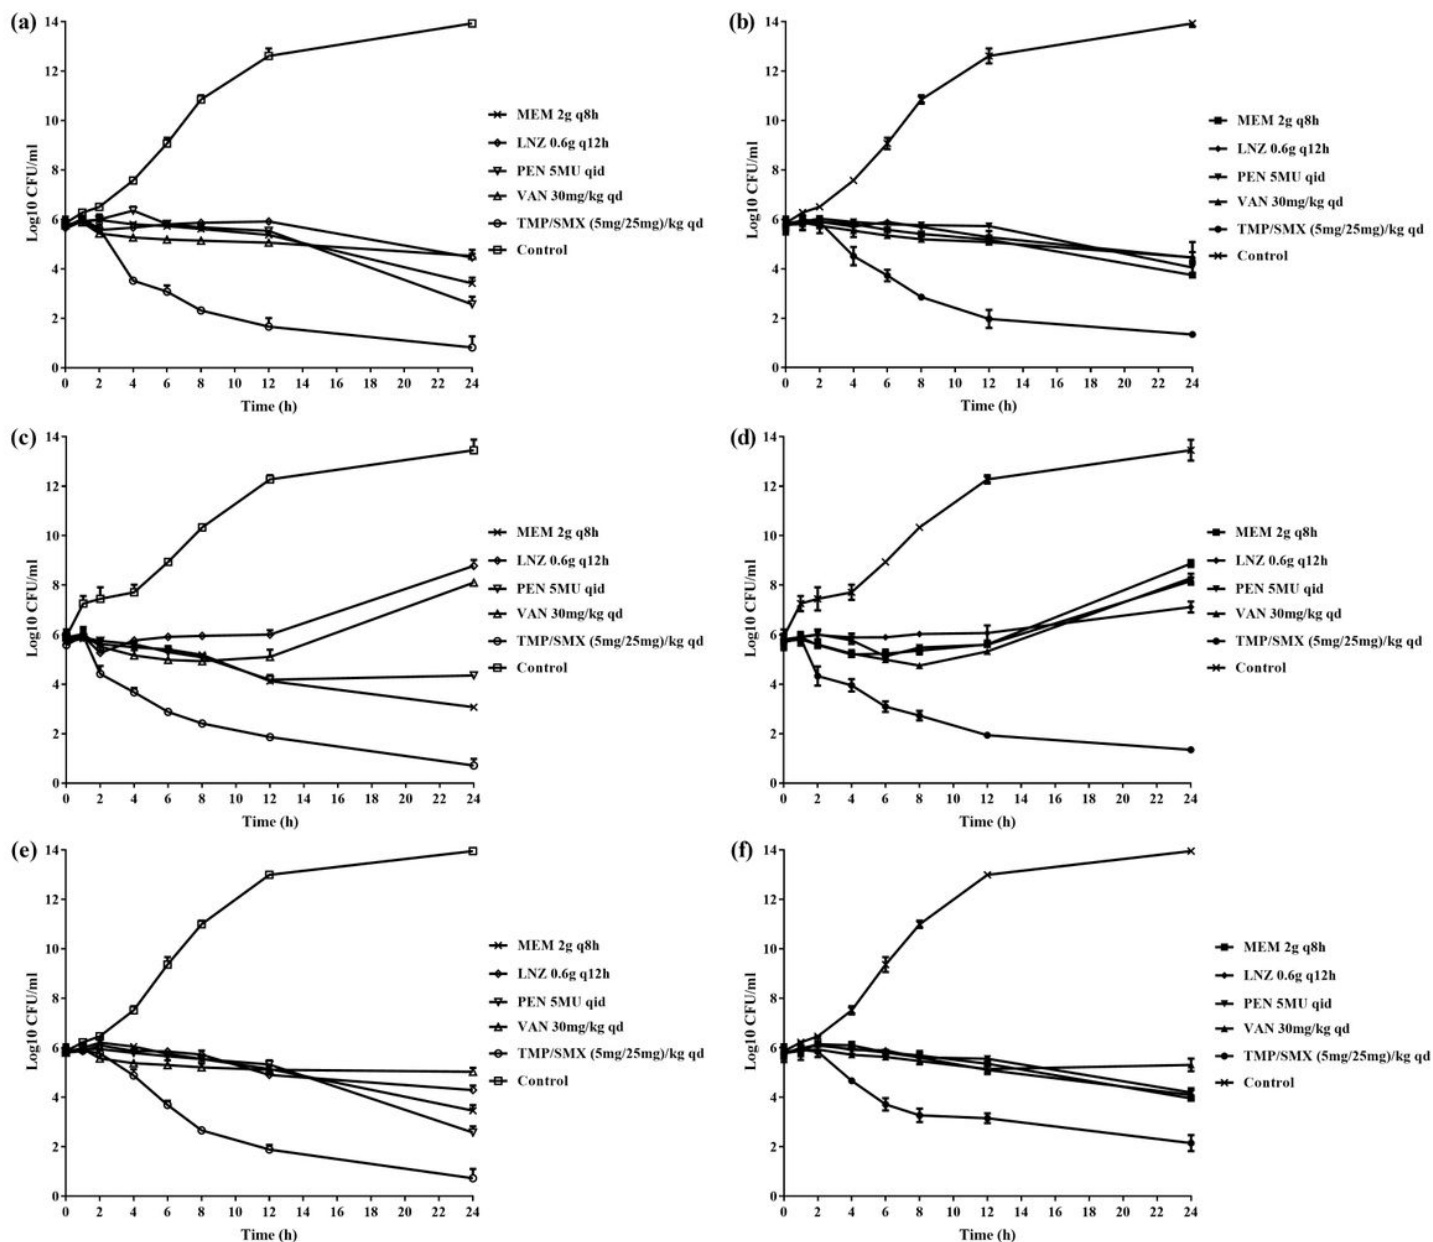 (a)
Log10 CFU/ml
14
12
10
8
6
4
2
0
0 2 4 6 8 10 12 14 16 18 20 22 24
Time (h)
MEM 2g q8h
LNZ 0.6g q12h
PEN 5MU qid
VAN 30mg/kg qd
TMP/SMX (5mg/25mg)/kg qd
Control
(b)
Log10 CFU/ml
14
12
10
8
6
4
2
0
0 2 4 6 8 10 12 14 16 18 20 22 24
Time (h)
MEM 2g q8h
LNZ 0.6g q12h
PEN 5MU qid
VAN 30mg/kg qd
TMP/SMX (5mg/25mg)/kg qd
Control
(c)
Log10 CFU/ml
14
12
10
8
6
4
2
0
0 2 4 6 8 10 12 14 16 18 20 22 24
Time (h)
MEM 2g q8h
LNZ 0.6g q12h
PEN 5MU qid
VAN 30mg/kg qd
TMP/SMX (5mg/25mg)/kg qd
Control
(d)
Log10 CFU/ml
14
12
10
8
6
4
2
0
0 2 4 6 8 10 12 14 16 18 20 22 24
Time (h)
MEM 2g q8h
LNZ 0.6g q12h
PEN 5MU qid
VAN 30mg/kg qd
TMP/SMX (5mg/25mg)/kg qd
Control
(e)
Log10 CFU/ml
14
12
10
8
6
4
2
0
0 2 4 6 8 10 12 14 16 18 20 22 24
Time (h)
MEM 2g q8h
LNZ 0.6g q12h
PEN 5MU qid
VAN 30mg/kg qd
TMP/SMX (5mg/25mg)/kg qd
Control
(f)
Log10 CFU/ml
14
12
10
8
6
4
2
0
0 2 4 6 8 10 12 14 16 18 20 22 24
Time (h)
MEM 2g q8h
LNZ 0.6g q12h
PEN 5MU qid
VAN 30mg/kg qd
TMP/SMX (5mg/25mg)/kg qd
Control